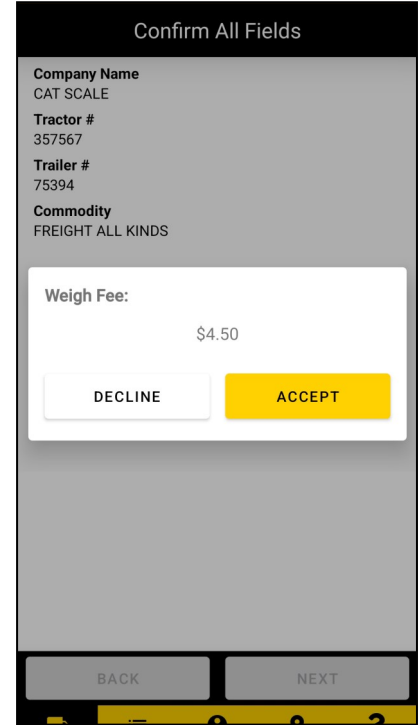 Confirm All Fields
Company Name
CAT SCALE
Tractor #
357567
Trailer #
75394
Commodity
FREIGHT ALL KINDS
Weigh Fee:
$4.50
DECLINE
ACCEPT
BACK
NEXT